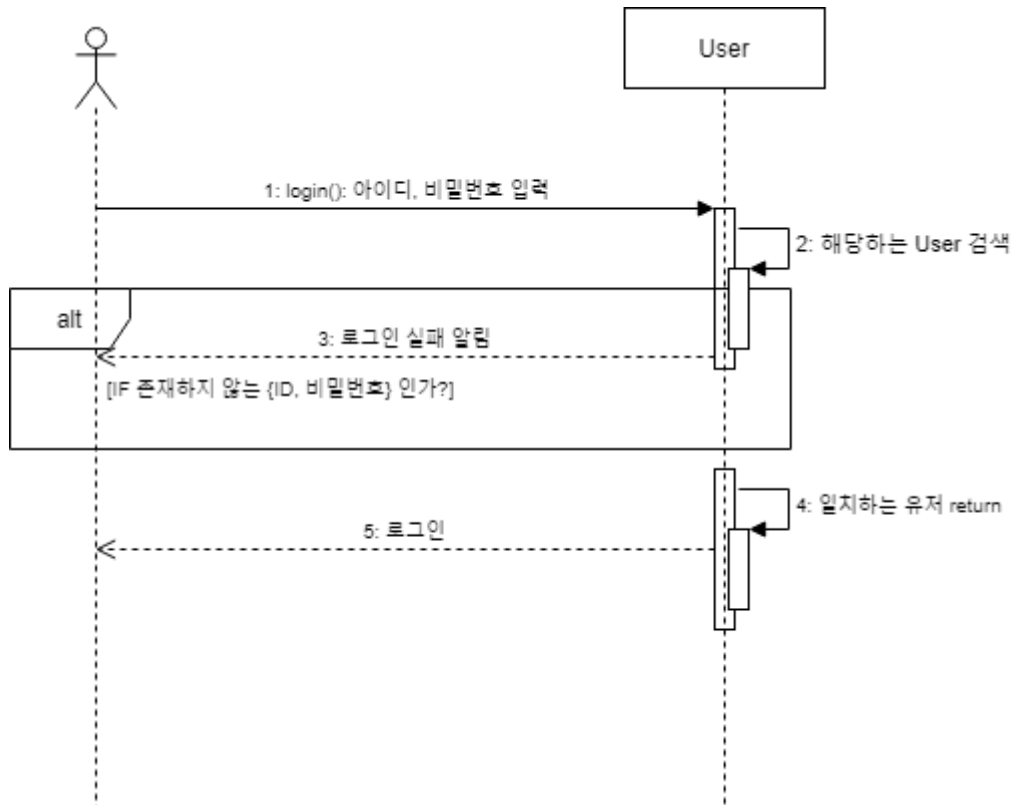 User
1: login(): 아이디, 비밀번호 입력
2: 해당하는 User 검색
alt
3: 로그인 실패 알림
[IF 존재하지 않는 {ID, 비밀번호} 인가?]
4: 일치하는 유저 return
5: 로그인